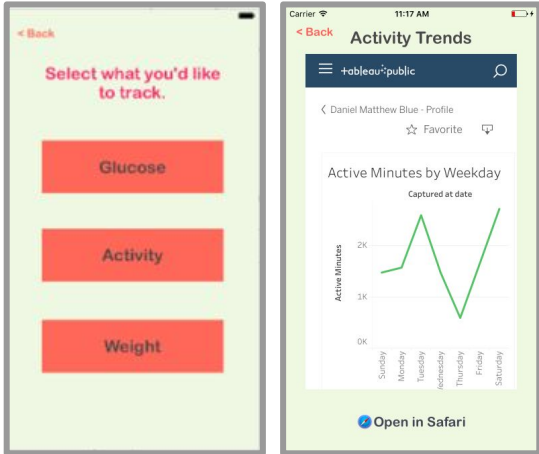 < Back
Select what you'd like
to track.
Glucose
Activity
Weight
Carrier 11:17 AM
< Back
Activity Trends
+ableau public
Daniel Matthew Blue - Profile
Favorite
Active Minutes by Weekday
Captured at date
Active Minutes
2K
1K
0K
Sunday
Monday
Tuesday
Wednesday
Thursday
Friday
Saturday
Open in Safari